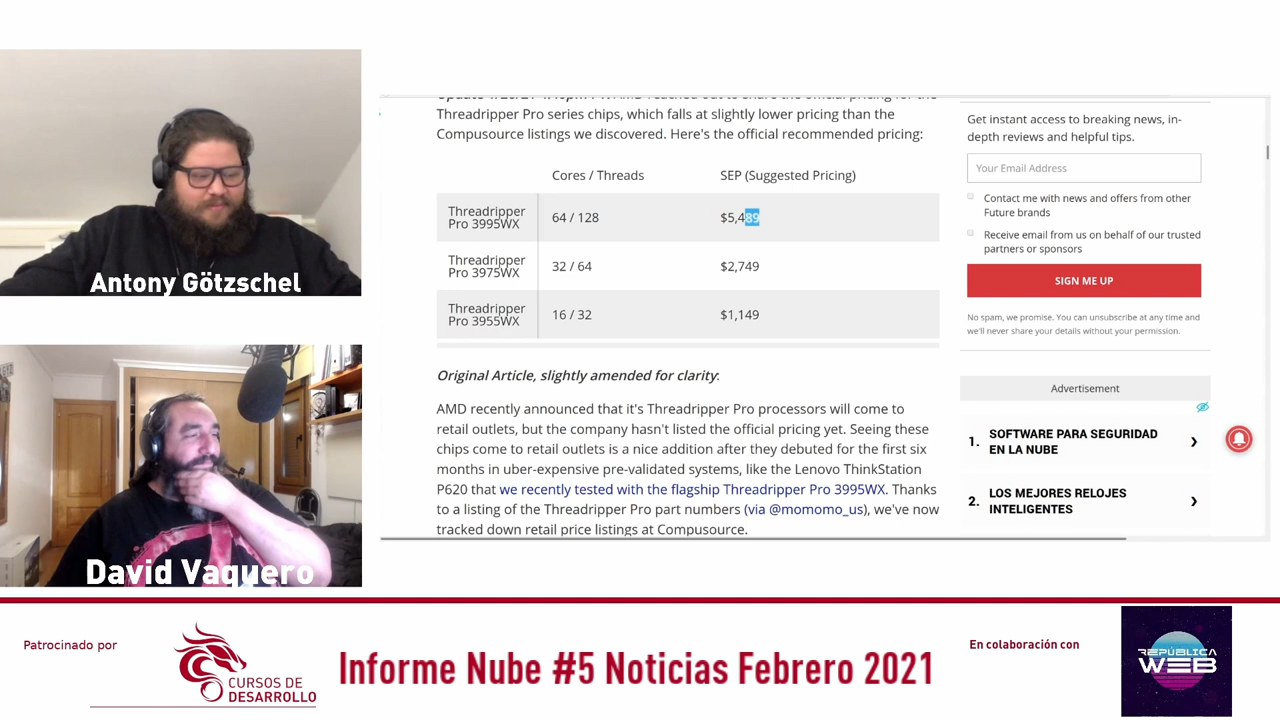 Threadripper Pro series chips, which falls at slightly lower pricing than the
Compusource listings we discovered. Here's the official recommended pricing:
Cores / Threads SEP (Suggested Pricing)
Threadripper
Pro 3995WX 64 / 128 $5,489
Threadripper
Pro 3975WX 32 / 64 $2,749
Threadripper
Pro 3955WX 16 / 32 $1,149
Original Article, slightly amended for clarity.
AMD recently announced that it's Threadripper Pro processors will come to
retail outlets, but the company hasn't listed the official pricing yet. Seeing these
chips come to retail outlets is a nice addition after they debuted for the first six
months in uber-expensive pre-validated systems, like the Lenovo ThinkStation
P620 that we recently tested with the flagship Threadripper Pro 3995WX. Thanks
to a listing of the Threadripper Pro part numbers (via @momomo_us), we've now
tracked down retail price listings at Compusource.
Get instant access to breaking news, in-
depth reviews and helpful tips.
Your Email Address
Contact me with news and offers from other
Future brands
Receive email from us on behalf of our trusted
partners or sponsors
SIGN ME UP
No spam, we promise. You can unsubscribe at any time and
we'll never share your details without your permission.
Advertisement
1. SOFTWARE PARA SEGURIDAD
EN LA NUBE
2. LOS MEJORES RELOJES
INTELIGENTES
Antony Götzschel
David Vaquero
Patrocinado por
CURSOS DE
DESARROLLO
Informe Nube #5 Noticias Febrero 2021
En colaboración con
REPÚBLICA
WEB